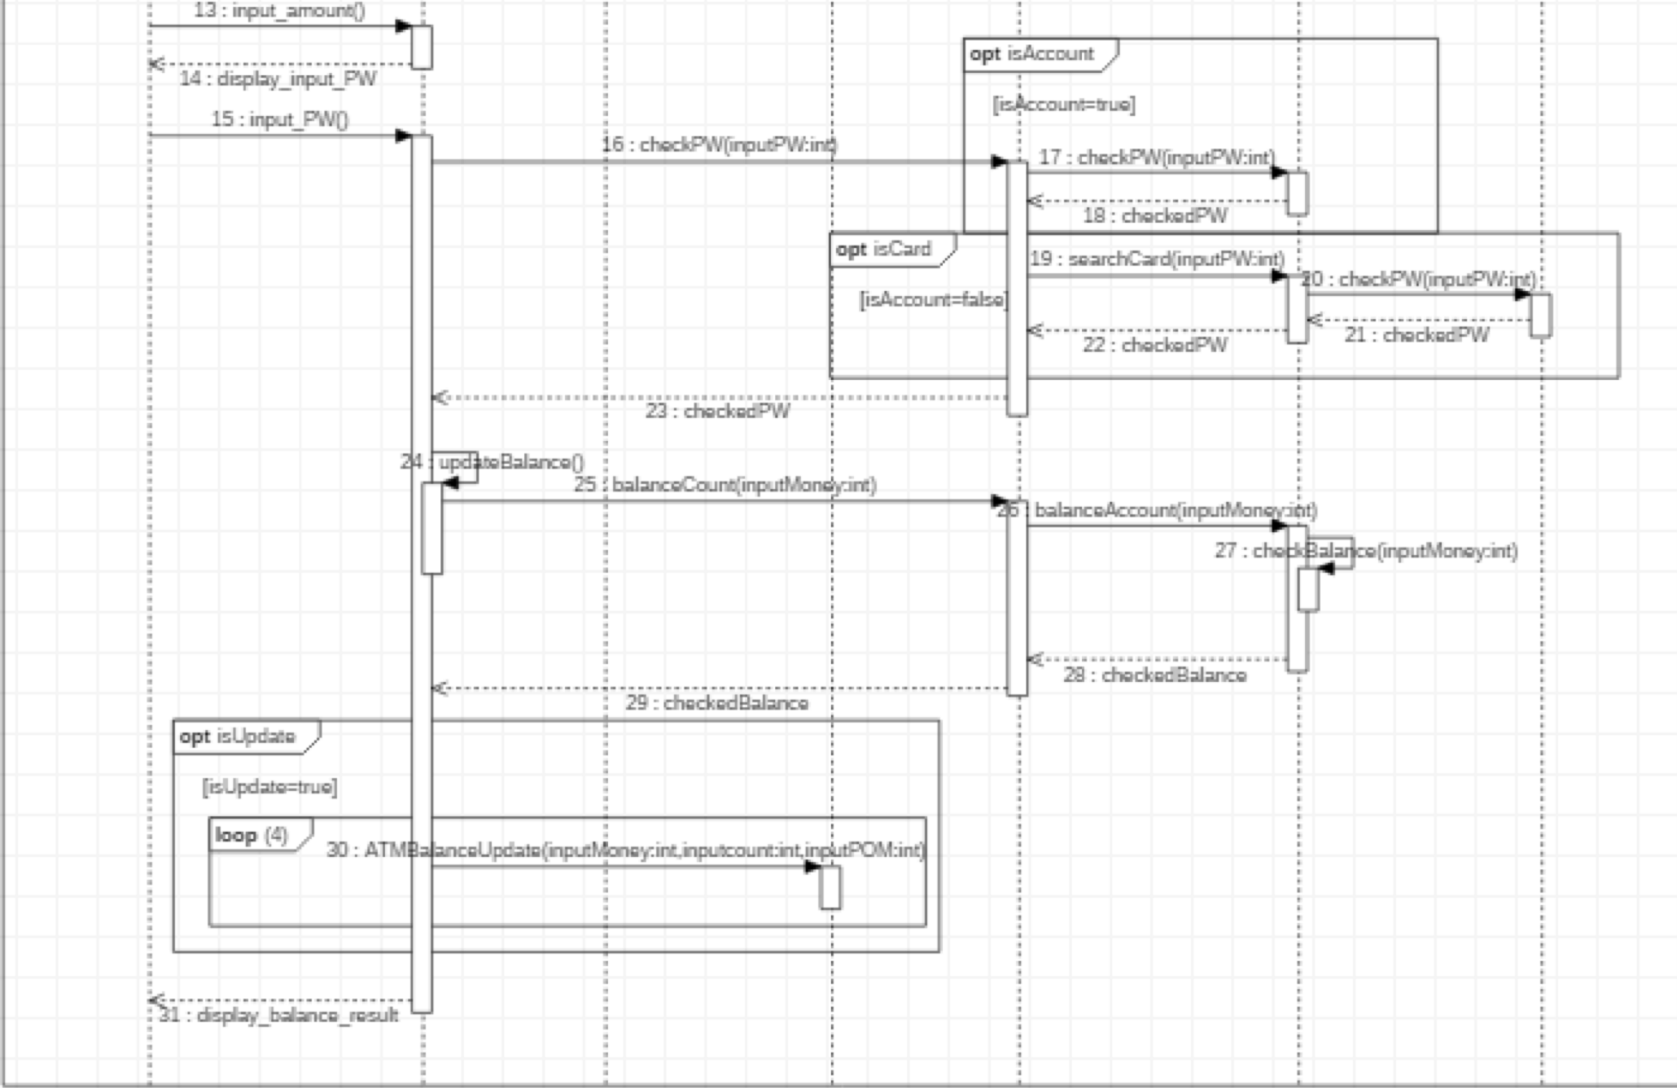 13 : input_amount()
opt isAccount
14 : display_input_PW
[isAccount=true]
15 : input_PW()
16 : checkPW(inputPW:int)
17 : checkPW(inputPW:int)
18 : checkedPW
opt isCard
19 : searchCard(inputPW:int)
20 : checkPW(inputPW:int)
[isAccount=false]
21 : checkedPW
22 : checkedPW
23 : checkedPW
24 : updateBalance()
25 : balanceCount(inputMoney:int)
26 : balanceAccount(inputMoney:int)
27 : checkBalance(inputMoney:int)
28 : checkedBalance
29 : checkedBalance
opt isUpdate
[isUpdate=true]
loop (4)
30 : ATMBalanceUpdate(inputMoney:int,inputcount:int,inputPOM:int)
31 : display_balance_result